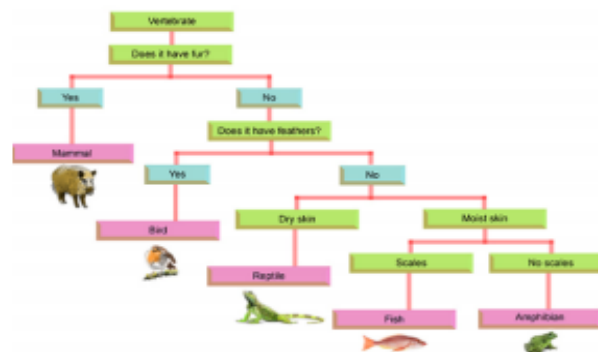 Vertebrate
Does it have fur?
Yes
No
Does it have feathers?
Mammal
Yes
No
Bird
Dry skin
Moist skin
Reptile
Scales
No scales
Fish
Amphibian